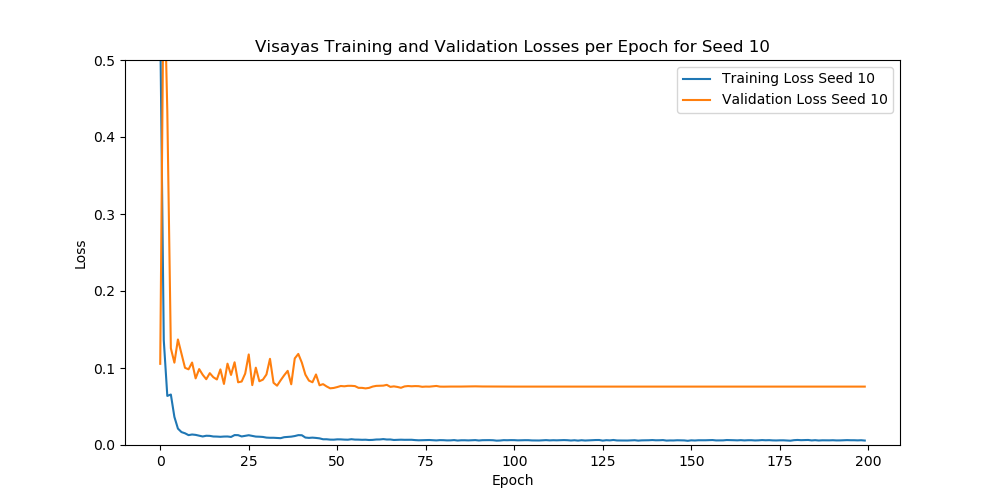 Visayas Training and Validation Losses per Epoch for Seed 10
Training Loss Seed 10
Validation Loss Seed 10
0.5
0.4
0.3
0.2
0.1
0.0
Loss
0 25 50 75 100 125 150 175 200
Epoch